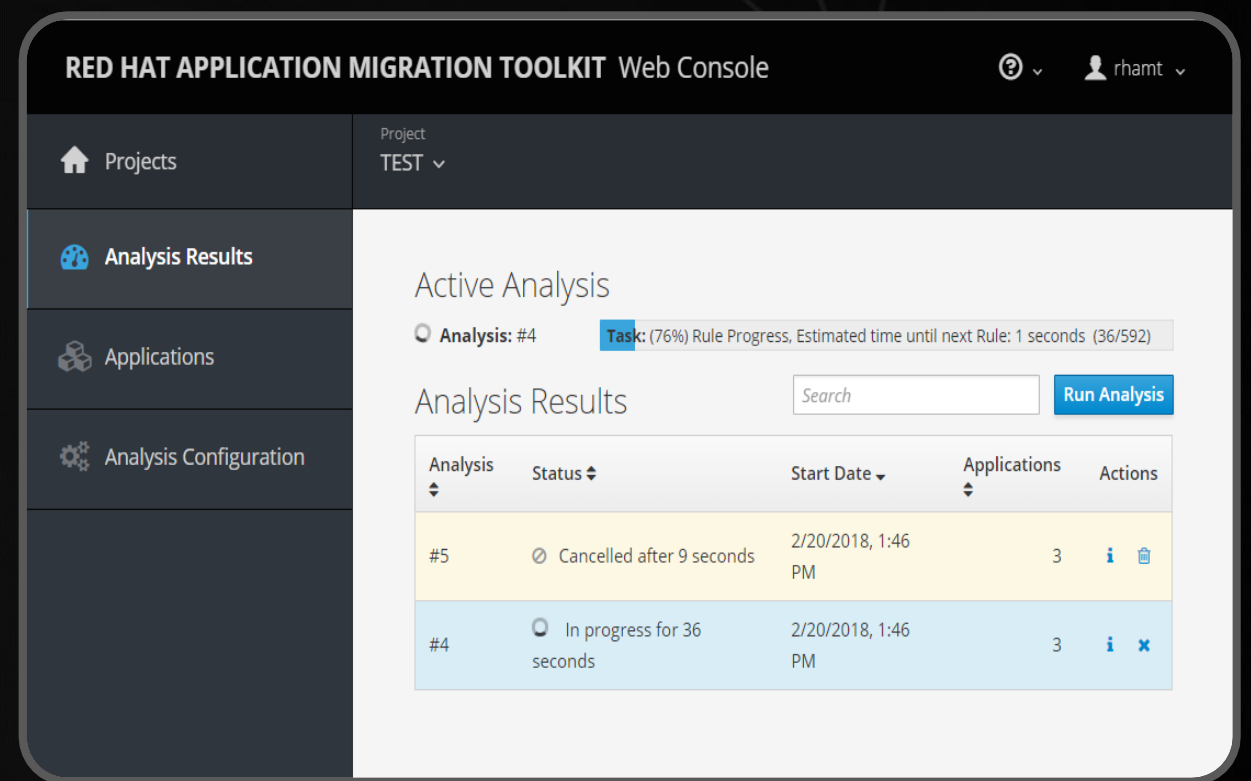 RED HAT APPLICATION MIGRATION TOOLKIT Web Console
rhamt
Projects
Project
TEST
Analysis Results
Applications
Analysis Configuration
Active Analysis
Analysis: #4
Task: (76%) Rule Progress, Estimated time until next Rule: 1 seconds (36/592)
Analysis Results
Search
Run Analysis
Analysis
Status
Start Date
Applications
Actions
#5
Cancelled after 9 seconds
2/20/2018, 1:46
PM
3
#4
In progress for 36
seconds
2/20/2018, 1:46
PM
3